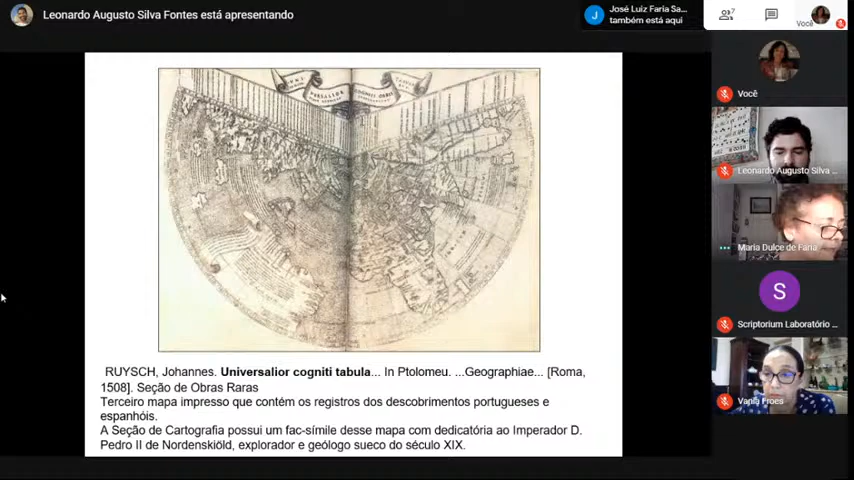 Leonardo Augusto Silva Fontes está apresentando
José Luiz Faria Sa...
também está aqui
7
Você
Você
Leonardo Augusto Silva ...
Maria Dulce de Faria
S
Scriptorium Laboratório ...
Vania Froes
RUYSCH, Johannes. Universalior cogniti tabula... In Ptolomeu. ...Geographiae... [Roma,
1508]. Seção de Obras Raras
Terceiro mapa impresso que contém os registros dos descobrimentos portugueses e
espanhóis.
A Seção de Cartografia possui um fac-símile desse mapa com dedicatória ao Imperador D.
Pedro II de Nordenskiöld, explorador e geólogo sueco do século XIX.